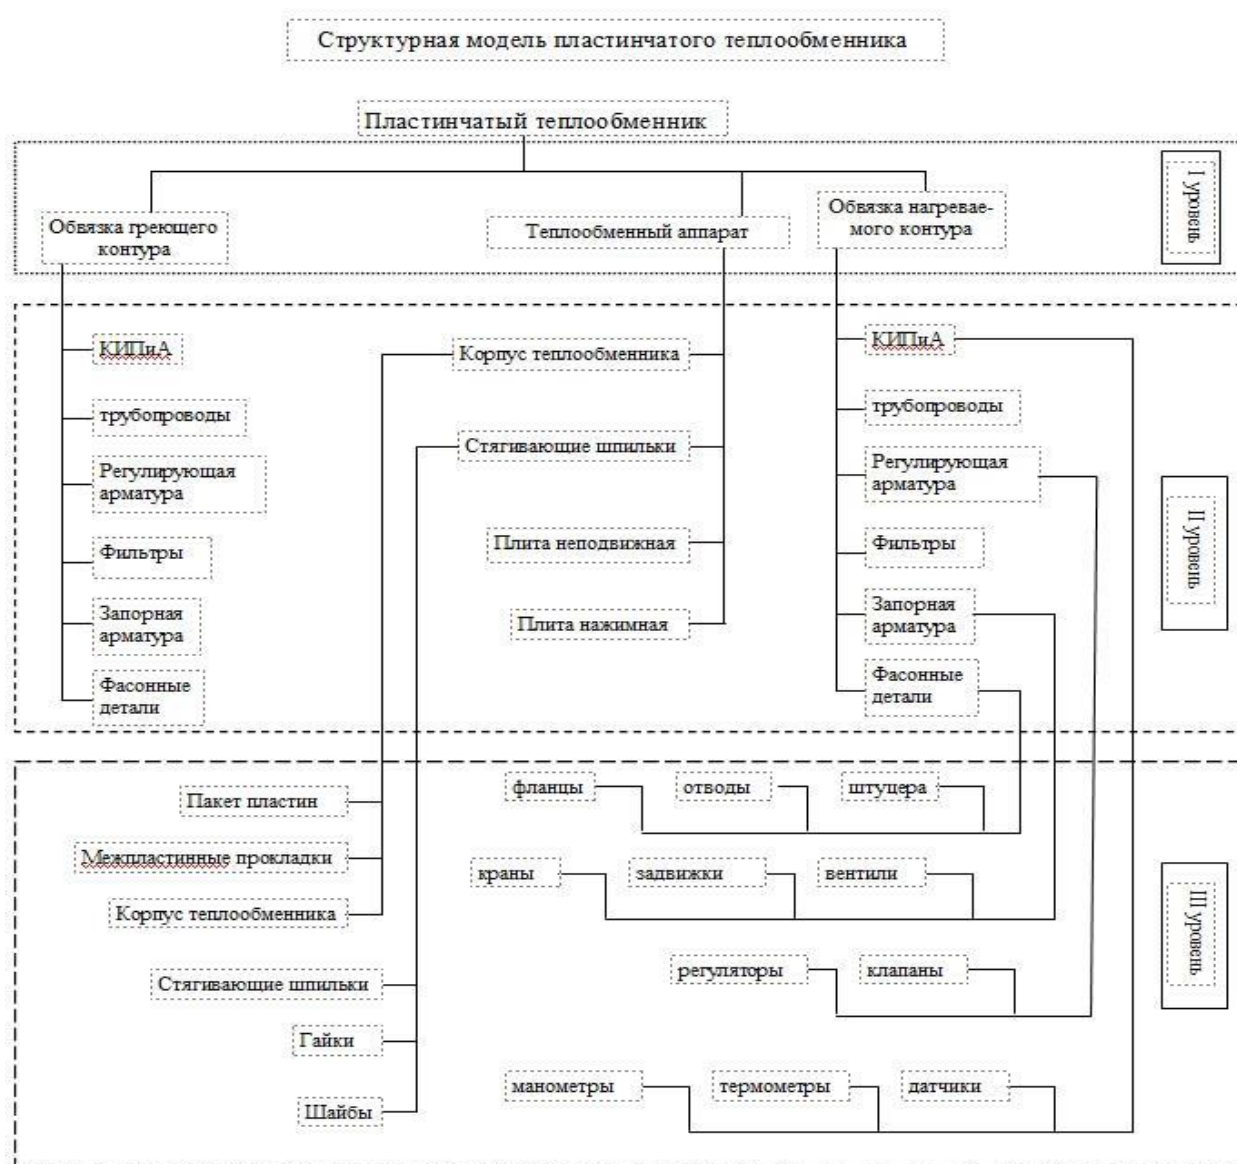 Структурная модель пластинчатого теплообменника
Пластинчатый теплообменник
I уровень
Обвязка греющего
контура
Теплообменный аппарат
Обвязка нагревае-
мого контура
II уровень
КИПиА
трубопроводы
Регулирующая
арматура
Фильтры
Запорная
арматура
Фасонные
детали
Корпус теплообменника
Стягивающие шпильки
Плита неподвижная
Плита нажимная
КИПиА
трубопроводы
Регулирующая
арматура
Фильтры
Запорная
арматура
Фасонные
детали
III уровень
Пакет пластин
Межпластинные прокладки
Корпус теплообменника
Стягивающие шпильки
Гайки
Шайбы
фланцы
отводы
штуцера
краны
задвижки
вентили
регуляторы
клапаны
манометры
термометры
датчики